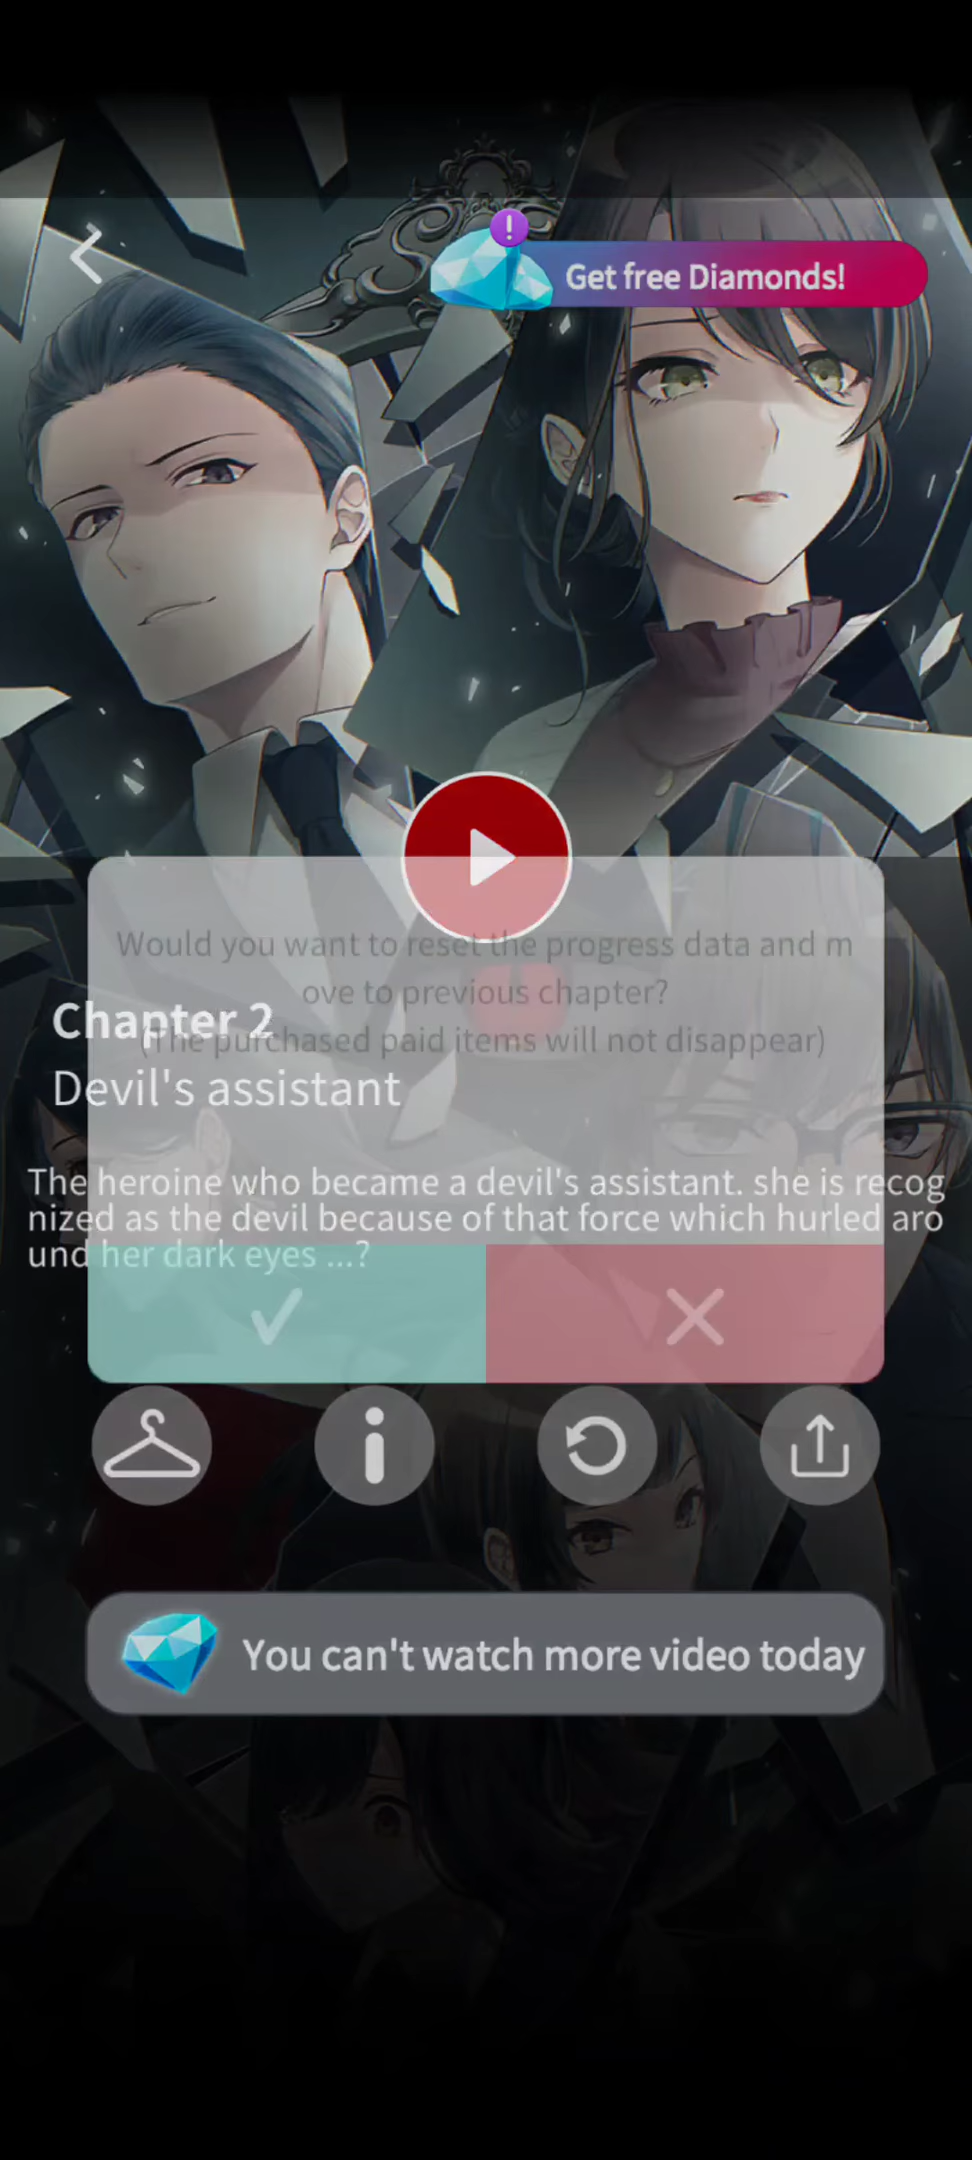 !
Get free Diamonds!
Would you want to reset the progress data and m
ove to previous chapter?
(The purchased paid items will not disappear)
Chapter 2
Devil's assistant
The heroine who became a devil's assistant. she is recog
nized as the devil because of that force which hurled aro
und her dark eyes ...?
You can't watch more video today